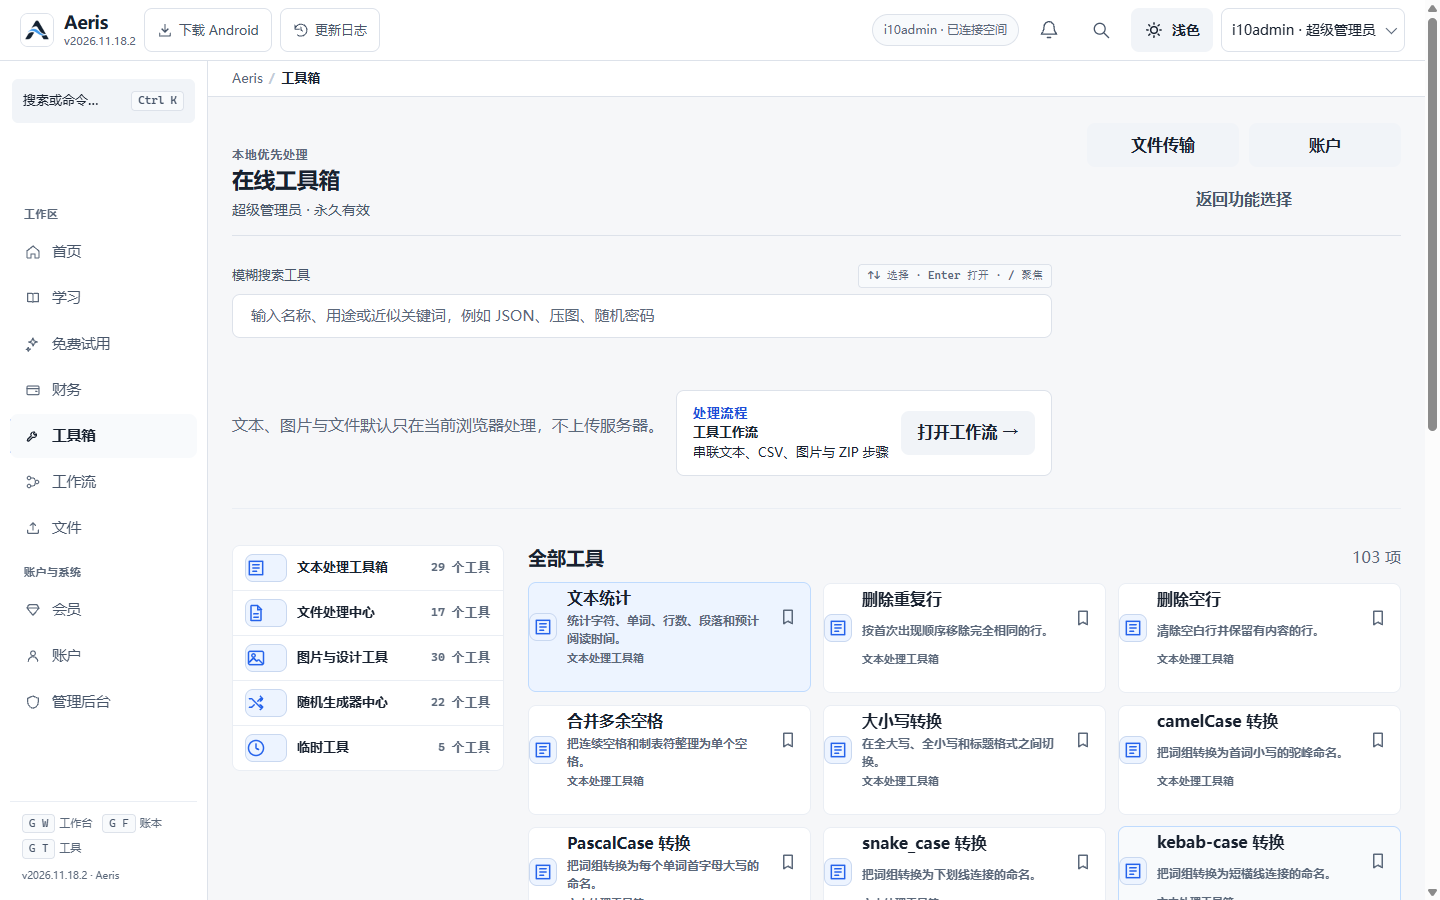 Aeris
v2026.11.18.2
下载 Android
更新日志
i10admin · 已连接空间
浅色
i10admin · 超级管理员
搜索或命令...
Ctrl K
Aeris / 工具箱
工作区
首页
学习
免费试用
财务
工具箱
工作流
文件
账户与系统
会员
账户
管理后台
G W 工作台 G F 账本
G T 工具
v2026.11.18.2 · Aeris
本地优先处理
在线工具箱
超级管理员 · 永久有效
文件传输
账户
返回功能选择
模糊搜索工具
↑↓ 选择 · Enter 打开 · / 聚焦
输入名称、用途或近似关键词，例如 JSON、压图、随机密码
文本、图片与文件默认只在当前浏览器处理，不上传服务器。
处理流程
工具工作流
串联文本、CSV、图片与 ZIP 步骤
打开工作流 →
文本处理工具箱 29 个工具
文件处理中心 17 个工具
图片与设计工具 30 个工具
随机生成器中心 22 个工具
临时工具 5 个工具
全部工具
103 项
文本统计
统计字符、单词、行数、段落和预计
阅读时间。
文本处理工具箱
删除重复行
按首次出现顺序移除完全相同的行。
文本处理工具箱
删除空行
清除空白行并保留有内容的行。
文本处理工具箱
合并多余空格
把连续空格和制表符整理为单个空
格。
文本处理工具箱
大小写转换
在全大写、全小写和标题格式之间切
换。
文本处理工具箱
camelCase 转换
把词组转换为首词小写的驼峰命名。
文本处理工具箱
PascalCase 转换
把词组转换为每个单词首字母大写的
命名。
snake_case 转换
把词组转换为下划线连接的命名。
kebab-case 转换
把词组转换为短横线连接的命名。